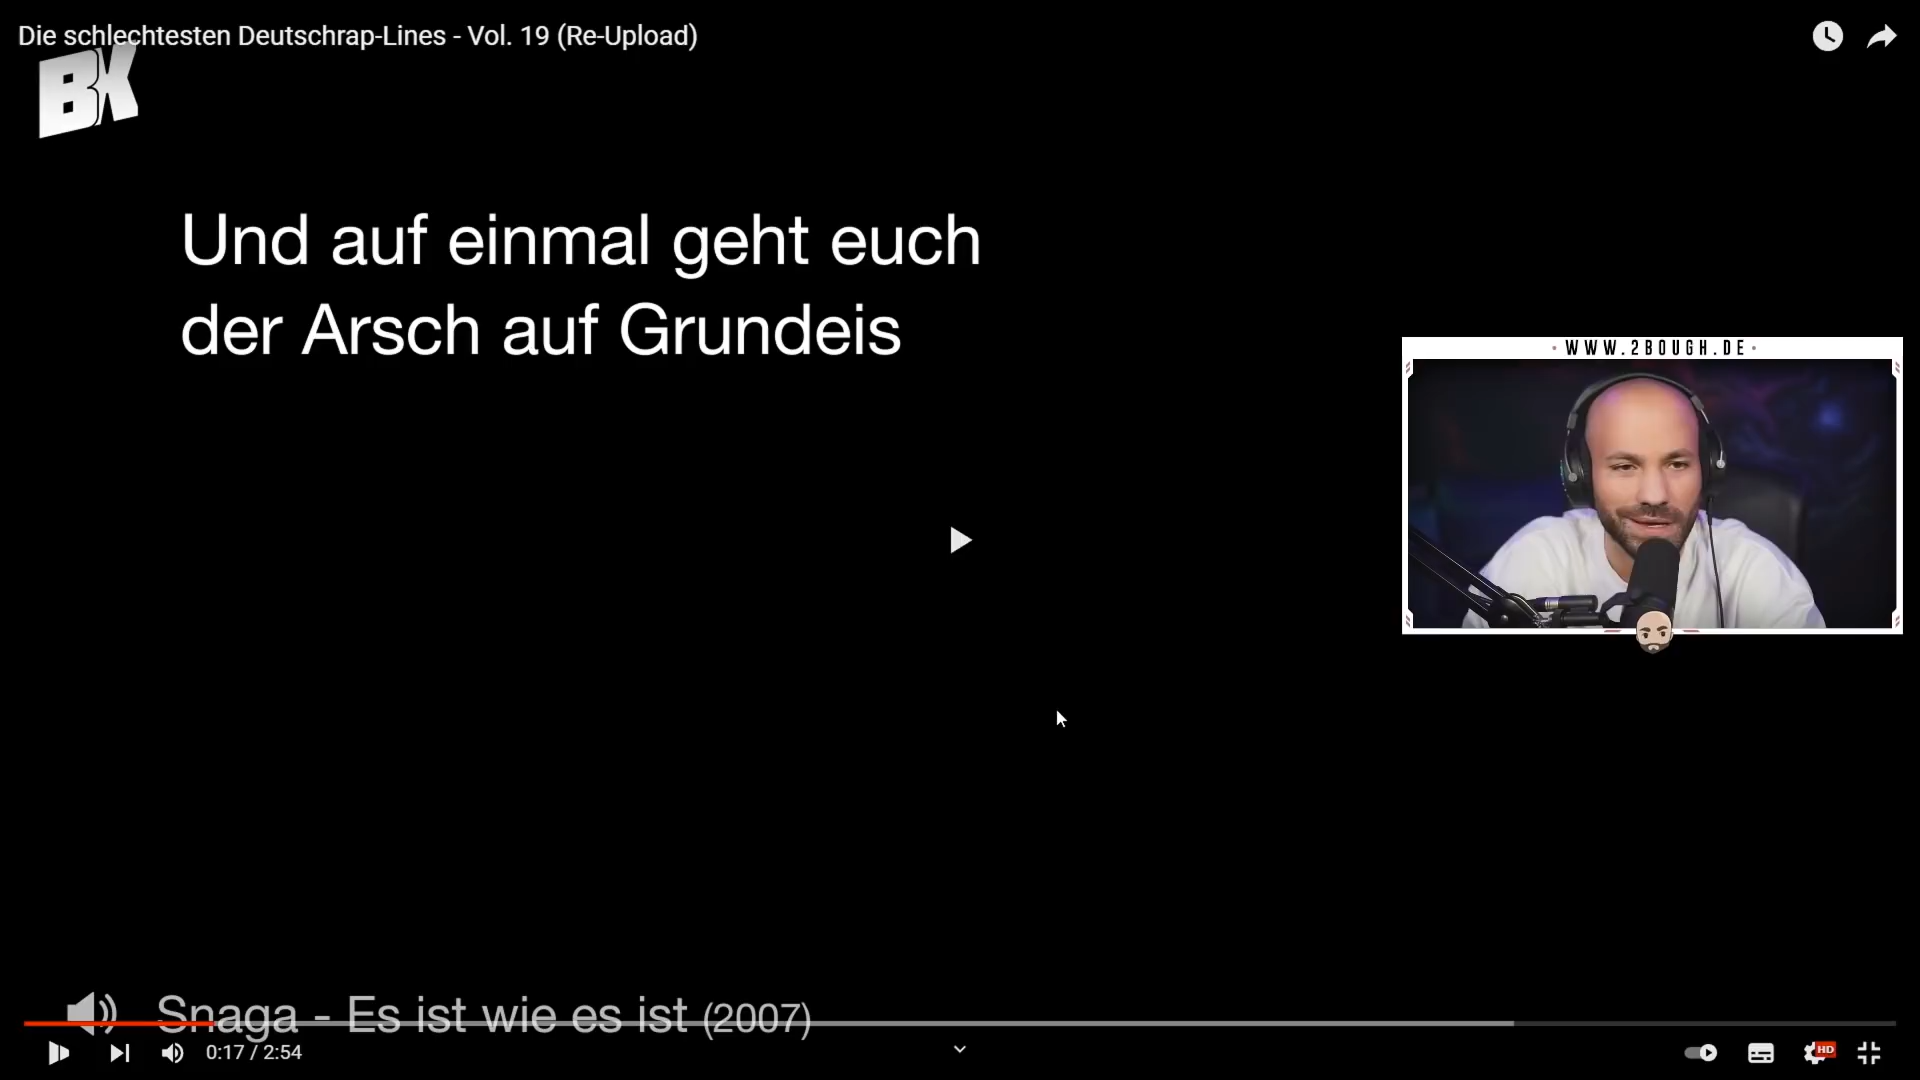 Die schlechtesten Deutschrap-Lines - Vol. 19 (Re-Upload)
BX
Und auf einmal geht euch
der Arsch auf Grundeis
· WWW.2BOUGH.DE ·
Snaga - Es ist wie es ist (2007)
0:17 / 2:54
HD